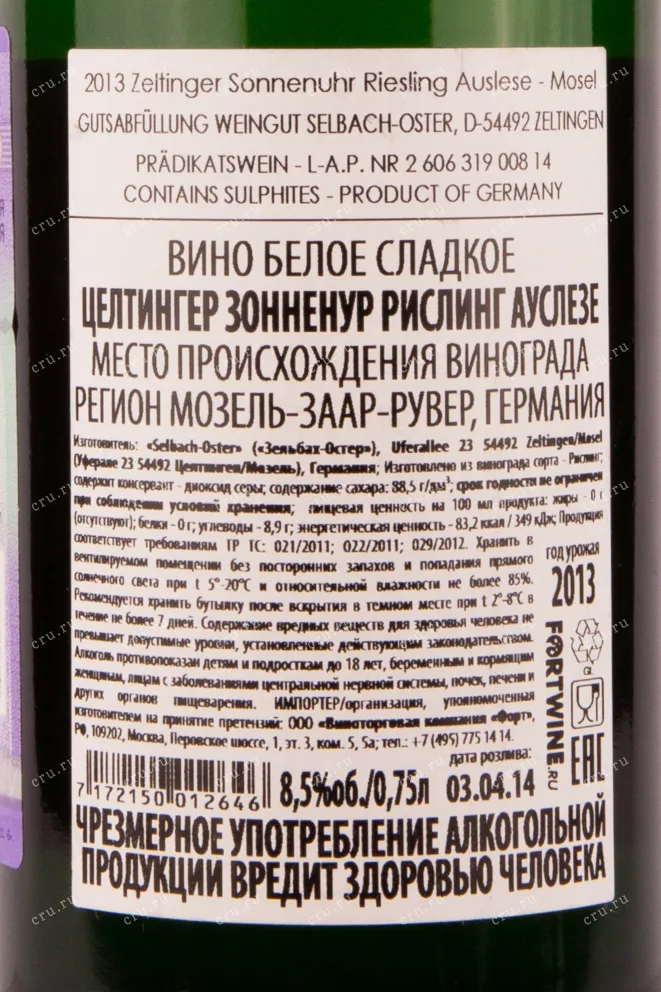 2013 Zeltinger Sonnenuhr Riesling Auslese - Mosel
GUTSABFÜLLUNG WEINGUT SELBACH-OSTER, D-54492 ZELTINGEN
PRÄDIKATSWEIN - L-A.P. NR 2 606 319 008 14
CONTAINS SULPHITES - PRODUCT OF GERMANY
ВИНО БЕЛОЕ СЛАДКОЕ
ЦЕЛТИНГЕР ЗОННЕНУР РИСЛИНГ АУСЛЕЗЕ
МЕСТО ПРОИСХОЖДЕНИЯ ВИНОГРАДА
РЕГИОН МОЗЕЛЬ-ЗААР-РУВЕР, ГЕРМАНИЯ
Изготовитель: «Selbach-Oster» («Зельбах-Остер»), Uferallee 23 54492 Zeltingen/Mosel
(Уферале 23 54492 Целтинген/Мозель), Германия; Изготовлено из винограда сорта - Рислинг;
содержит консервант - диоксид серы; содержание сахара: 88,5 г/дм³; срок годности не ограничен
при соблюдении условий хранения; пищевая ценность на 100 мл продукта: жиры - 0 г
(отсутствуют); белки - 0 г; углеводы - 8,9 г; энергетическая ценность - 83,2 ккал / 349 кДж; Продукция
соответствует требованиям ТР ТС: 021/2011; 022/2011; 029/2012. Хранить в
вентилируемом помещении без посторонних запахов и попадания прямого
солнечного света при t 5°-20°С и относительной влажности не более 85%.
Рекомендуется хранить бутылку после вскрытия в темном месте при t 2°-8°С в
течение не более 7 дней. Содержание вредных веществ для здоровья человека не
превышает допустимые уровни, установленные действующим законодательством.
Алкоголь противопоказан детям и подросткам до 18 лет, беременным и кормящим
женщинам, лицам с заболеваниями центральной нервной системы, почек, печени и
других органов пищеварения. ИМПОРТЕР/организация, уполномоченная
изготовителем на принятие претензий: ООО «Виноторговая компания «Форт»,
РФ, 109202, Москва, Перовское шоссе, 1, эт. 3, ком. 5, 5а; тел.: +7 (495) 775 14 14.
год урожая
2013
FORTWINE.RU
GL
EAC
дата розлива:
7 172150 012646
8,5%об./0,75л 03.04.14
ЧРЕЗМЕРНОЕ УПОТРЕБЛЕНИЕ АЛКОГОЛЬНОЙ
ПРОДУКЦИИ ВРЕДИТ ЗДОРОВЬЮ ЧЕЛОВЕКА
cru.ru